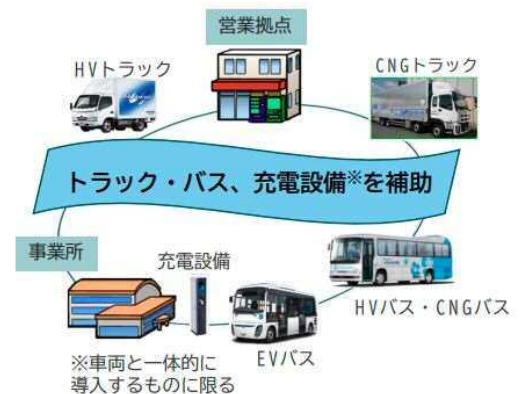 営業拠点
HVトラック
CNGトラック
トラック・バス、充電設備※を補助
事業所
充電設備
HVバス・CNGバス
EVバス
※車両と一体的に
導入するものに限る